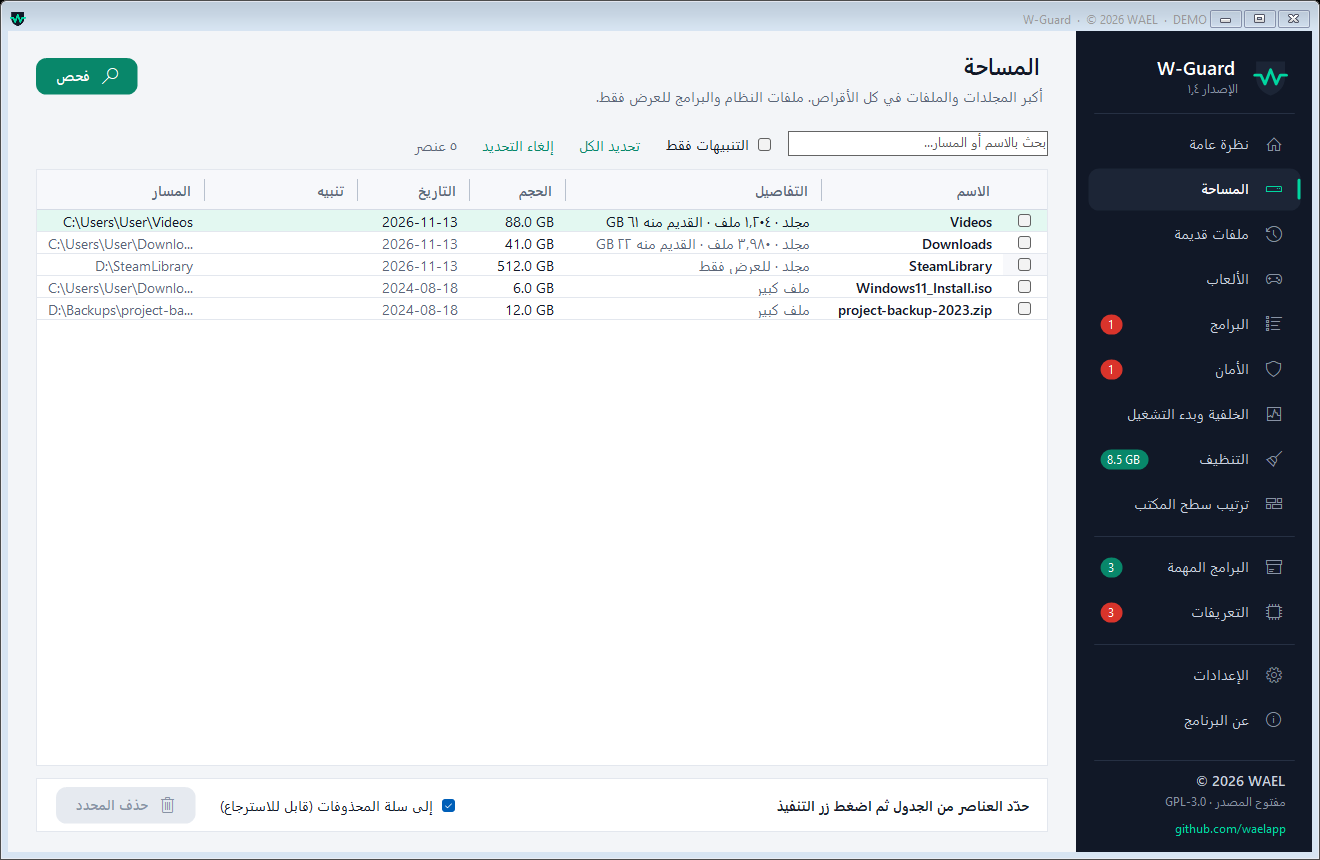 W-Guard · © 2026 WAEL · DEMO
W-Guard
الإصدار ١,٤
نظرة عامة
المساحة
ملفات قديمة
الألعاب
البرامج 1
الأمان 1
الخلفية وبدء التشغيل
التنظيف 8.5 GB
ترتيب سطح المكتب
البرامج المهمة 3
التعريفات 3
الإعدادات
عن البرنامج
© 2026 WAEL
مفتوح المصدر · GPL-3.0
github.com/waelapp
المساحة
فحص
أكبر المجلدات والملفات في كل الأقراص. ملفات النظام والبرامج للعرض فقط.
بحث بالاسم أو المسار... التنبيهات فقط تحديد الكل إلغاء التحديد ٥ عنصر
الاسم التفاصيل الحجم التاريخ تنبيه المسار
Videos مجلد · ١,٢٠٤ ملف · القديم منه ٦١ GB 88.0 GB 2026-11-13 C:\Users\User\Videos
Downloads مجلد · ٣,٩٨٠ ملف · القديم منه ٢٢ GB 41.0 GB 2026-11-13 C:\Users\User\Downlo...
SteamLibrary مجلد · للعرض فقط 512.0 GB 2026-11-13 D:\SteamLibrary
Windows11_Install.iso ملف كبير 6.0 GB 2024-08-18 C:\Users\User\Downlo...
project-backup-2023.zip ملف كبير 12.0 GB 2024-08-18 D:\Backups\project-ba...
حدّد العناصر من الجدول ثم اضغط زر التنفيذ إلى سلة المحذوفات (قابل للاسترجاع) حذف المحدد